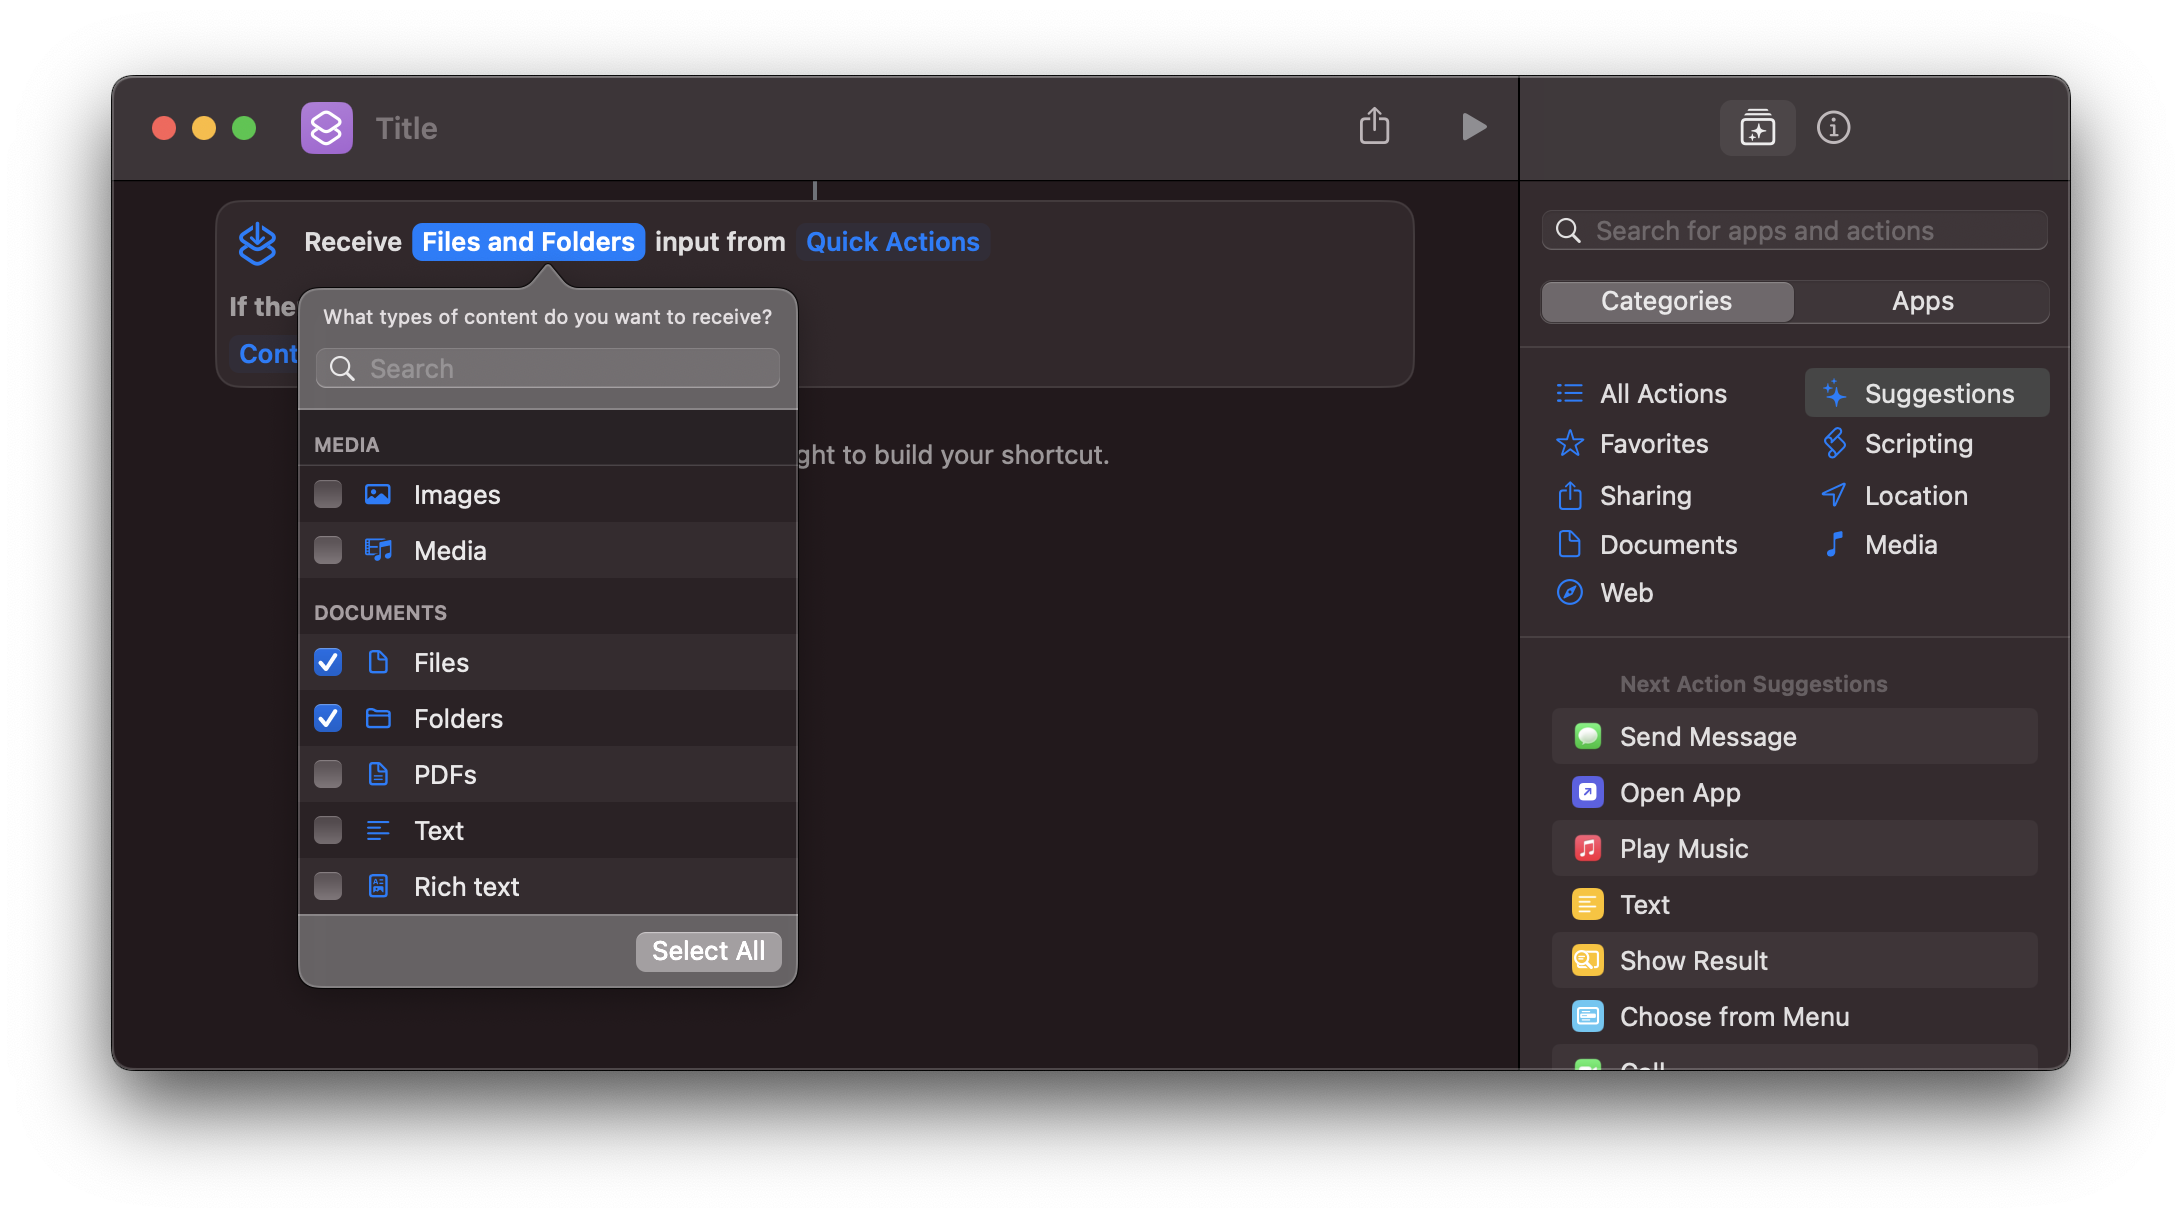 Title
Receive Files and Folders input from Quick Actions
If the
Cont
What types of content do you want to receive?
Search
ght to build your shortcut.
MEDIA
Images
Media
DOCUMENTS
Files
Folders
PDFs
Text
Rich text
Select All
Search for apps and actions
Categories
Apps
All Actions
Suggestions
Favorites
Scripting
Sharing
Location
Documents
Media
Web
Next Action Suggestions
Send Message
Open App
Play Music
Text
Show Result
Choose from Menu